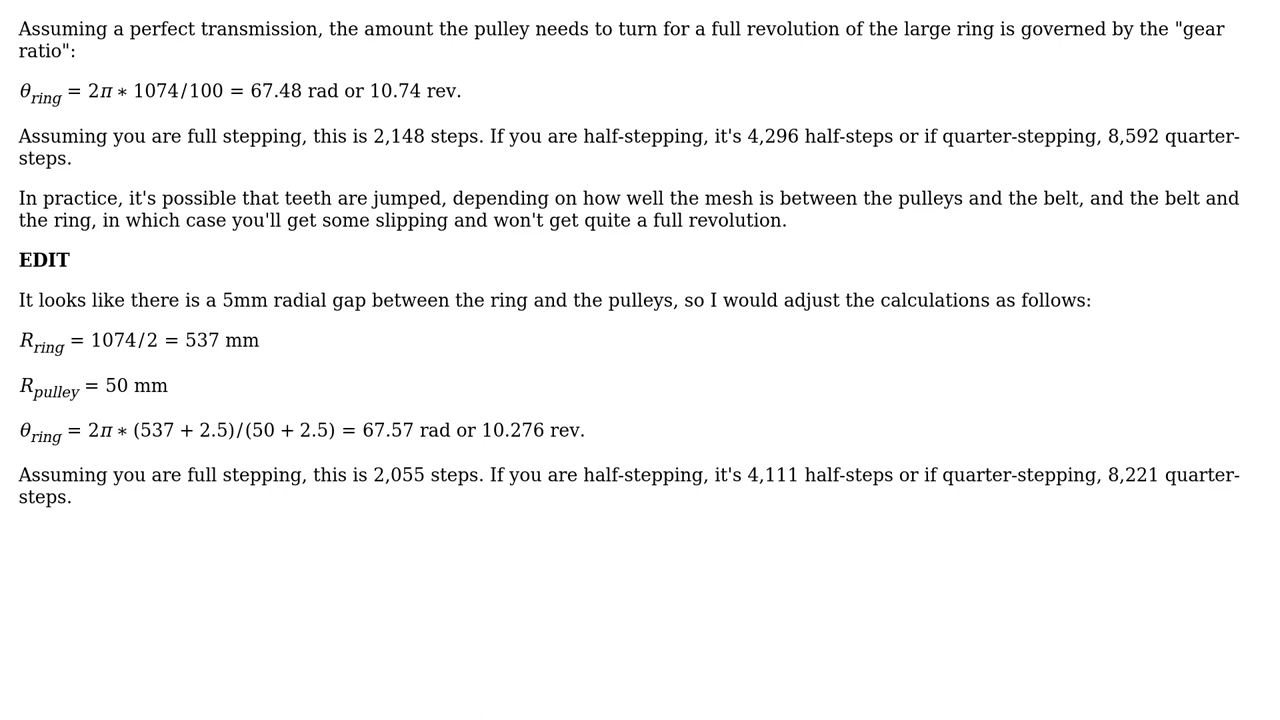 Assuming a perfect transmission, the amount the pulley needs to turn for a full revolution of the large ring is governed by the "gear
ratio":
θring = 2π ∗ 1074/100 = 67.48 rad or 10.74 rev.
Assuming you are full stepping, this is 2,148 steps. If you are half-stepping, it's 4,296 half-steps or if quarter-stepping, 8,592 quarter-
steps.
In practice, it's possible that teeth are jumped, depending on how well the mesh is between the pulleys and the belt, and the belt and
the ring, in which case you'll get some slipping and won't get quite a full revolution.
EDIT
It looks like there is a 5mm radial gap between the ring and the pulleys, so I would adjust the calculations as follows:
Rring = 1074/2 = 537 mm
Rpulley = 50 mm
θring = 2π ∗ (537 + 2.5)/(50 + 2.5) = 67.57 rad or 10.276 rev.
Assuming you are full stepping, this is 2,055 steps. If you are half-stepping, it's 4,111 half-steps or if quarter-stepping, 8,221 quarter-
steps.